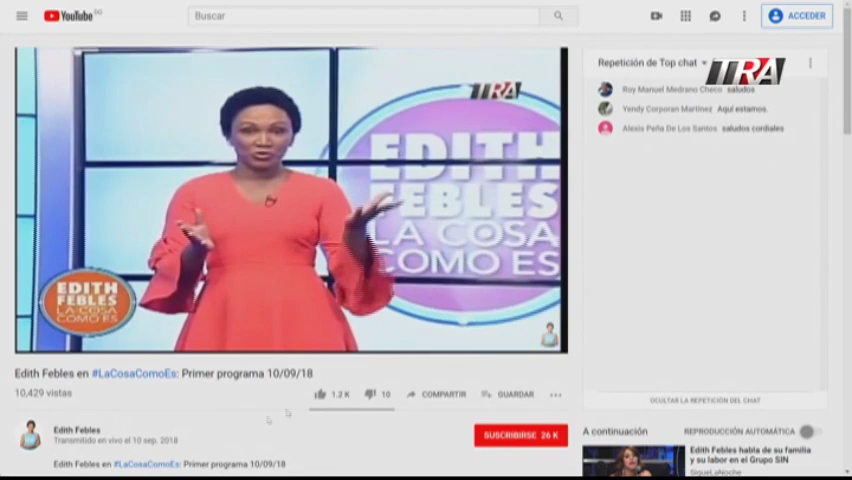 YouTube DO
Buscar
ACCEDER
TRA
EDITH
FEBLES
LA COSA
COMO ES
EDITH
FEBLES
LA COSA
COMO ES
Repetición de Top chat
TRA
Roy Manuel Medrano Checo saludos
Yendy Corporan Martinez Aquí estamos.
Alexis Peña De Los Santos saludos cordiales
Edith Febles en #LaCosaComoEs: Primer programa 10/09/18
10,429 vistas
1.2 K
10
COMPARTIR
GUARDAR
OCULTAR LA REPETICIÓN DEL CHAT
Edith Febles
Transmitido en vivo el 10 sep. 2018
SUSCRIBIRSE 26 K
Edith Febles en #LaCosaComoEs: Primer programa 10/09/18
A continuación
REPRODUCCIÓN AUTOMÁTICA
Edith Febles habla de su familia
y su labor en el Grupo SIN
SigueLaNoche